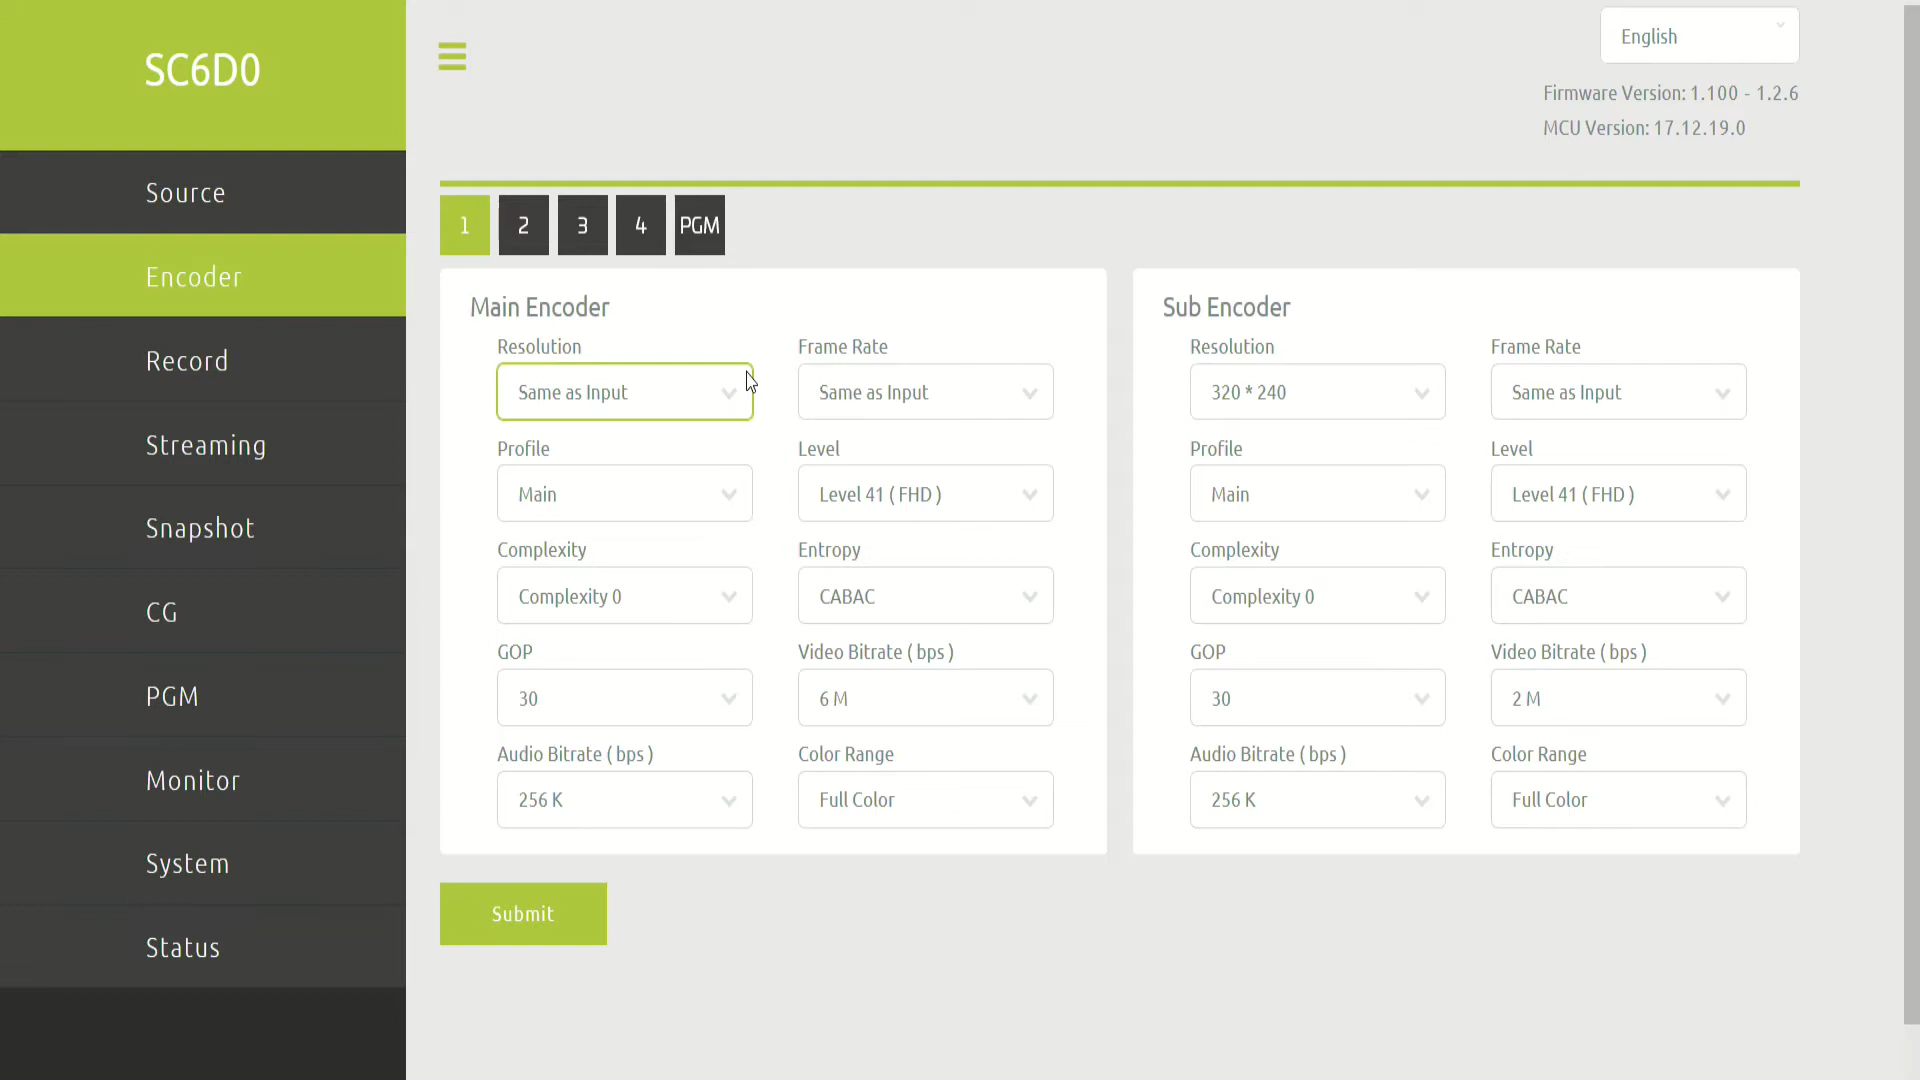 SC6D0
English
Firmware Version: 1.100 - 1.2.6
MCU Version: 17.12.19.0
Source
Encoder
Record
Streaming
Snapshot
CG
PGM
Monitor
System
Status
1 2 3 4 PGM
Main Encoder
Resolution Frame Rate
Same as Input Same as Input
Profile Level
Main Level 41 ( FHD )
Complexity Entropy
Complexity 0 CABAC
GOP Video Bitrate ( bps )
30 6 M
Audio Bitrate ( bps ) Color Range
256 K Full Color
Sub Encoder
Resolution Frame Rate
320 * 240 Same as Input
Profile Level
Main Level 41 ( FHD )
Complexity Entropy
Complexity 0 CABAC
GOP Video Bitrate ( bps )
30 2 M
Audio Bitrate ( bps ) Color Range
256 K Full Color
Submit